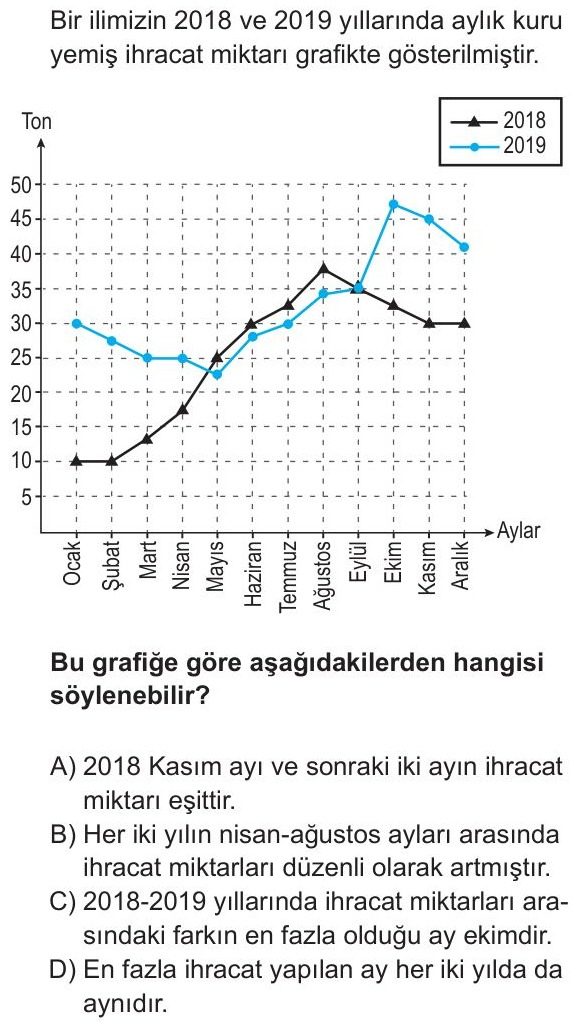 Bir ilimizin 2018 ve 2019 yıllarında aylık kuru
yemiş ihracat miktarı grafikte gösterilmiştir.
Ton
2018
2019
50
45
40
35
30
25
20
15
10
5
Aylar
Ocak
Şubat
Mart
Nisan
Mayıs
Haziran
Temmuz
Ağustos
Eylül
Ekim
Kasım
Aralık
Bu grafiğe göre aşağıdakilerden hangisi
söylenebilir?
A) 2018 Kasım ayı ve sonraki iki ayın ihracat
miktarı eşittir.
B) Her iki yılın nisan-ağustos ayları arasında
ihracat miktarları düzenli olarak artmıştır.
C) 2018-2019 yıllarında ihracat miktarları ara-
sındaki farkın en fazla olduğu ay ekimdir.
D) En fazla ihracat yapılan ay her iki yılda da
aynıdır.